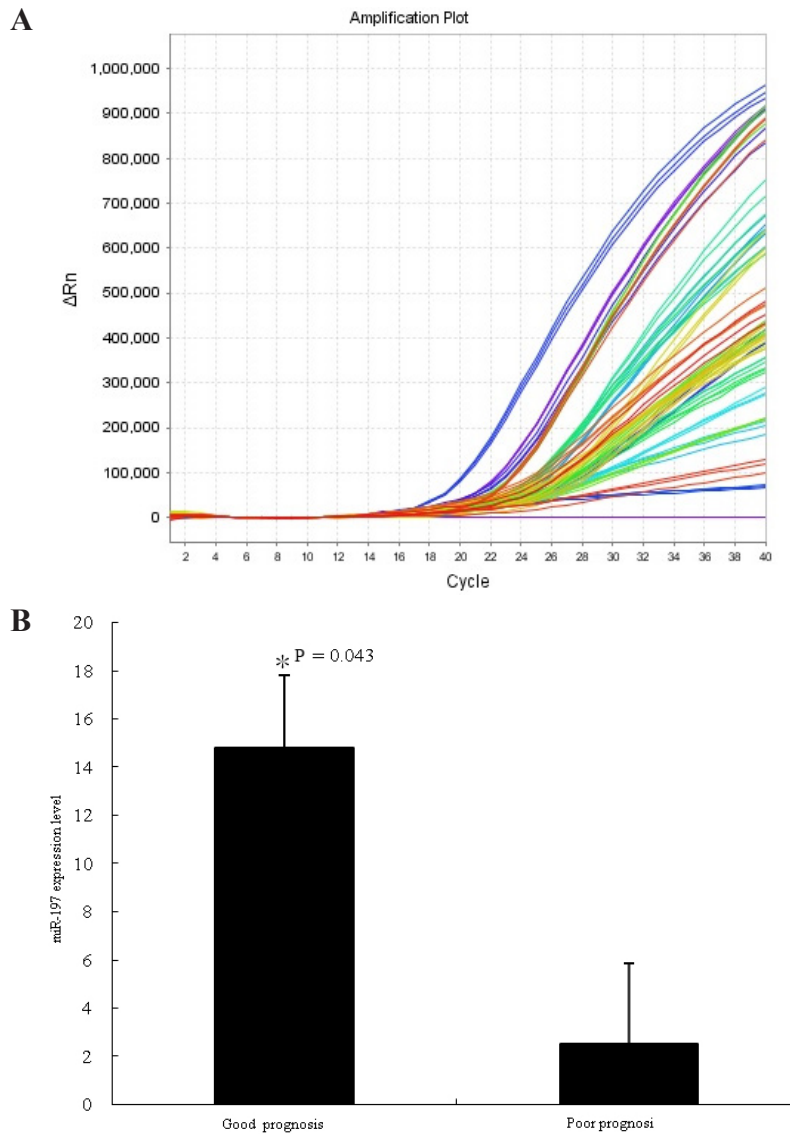 A
Amplification Plot
1,000,000
900,000
800,000
700,000
600,000
500,000
400,000
300,000
200,000
100,000
0
ΔRn
2 4 6 8 10 12 14 16 18 20 22 24 26 28 30 32 34 36 38 40
Cycle
B
20
18
16
14
12
10
8
6
4
2
0
miR-197 expression level
* P = 0.043
Good prognosis
Poor prognosi